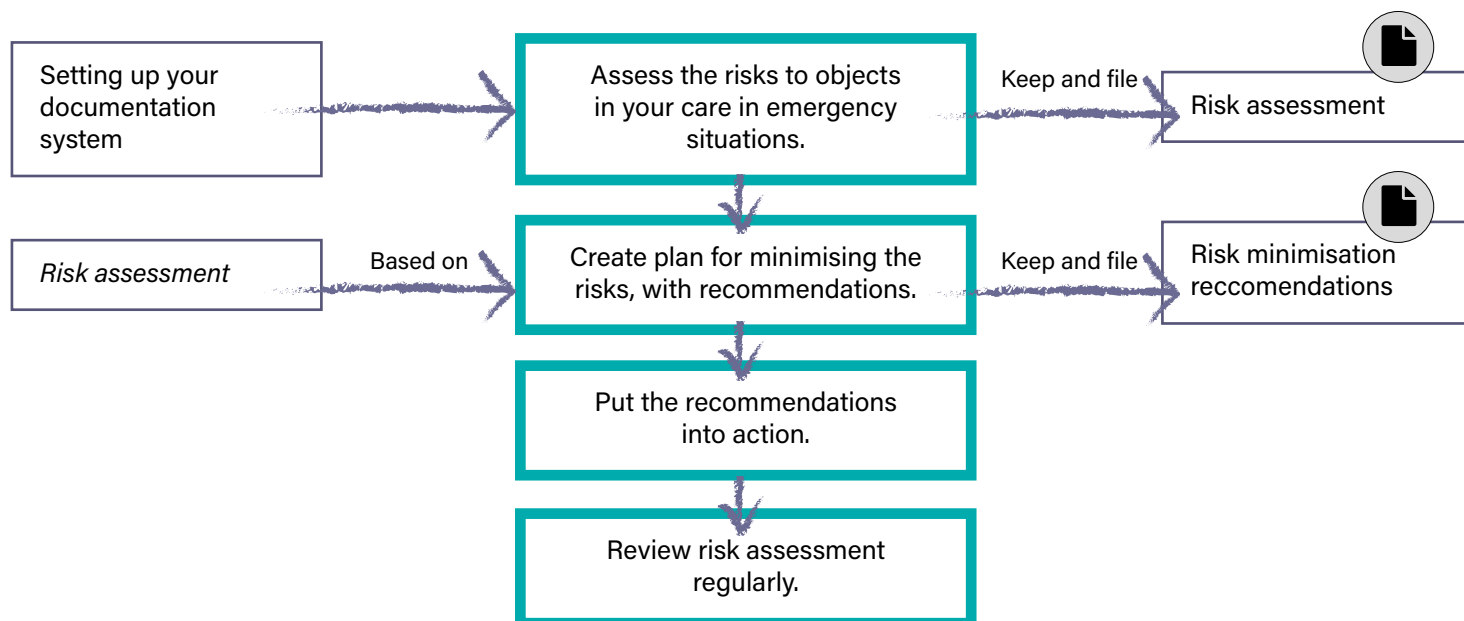 Setting up your
documentation
system
Assess the risks to objects
in your care in emergency
situations.
Keep and file
Risk assessment
Risk assessment
Based on
Create plan for minimising the
risks, with recommendations.
Keep and file
Risk minimisation
reccomendations
Put the recommendations
into action.
Review risk assessment
regularly.